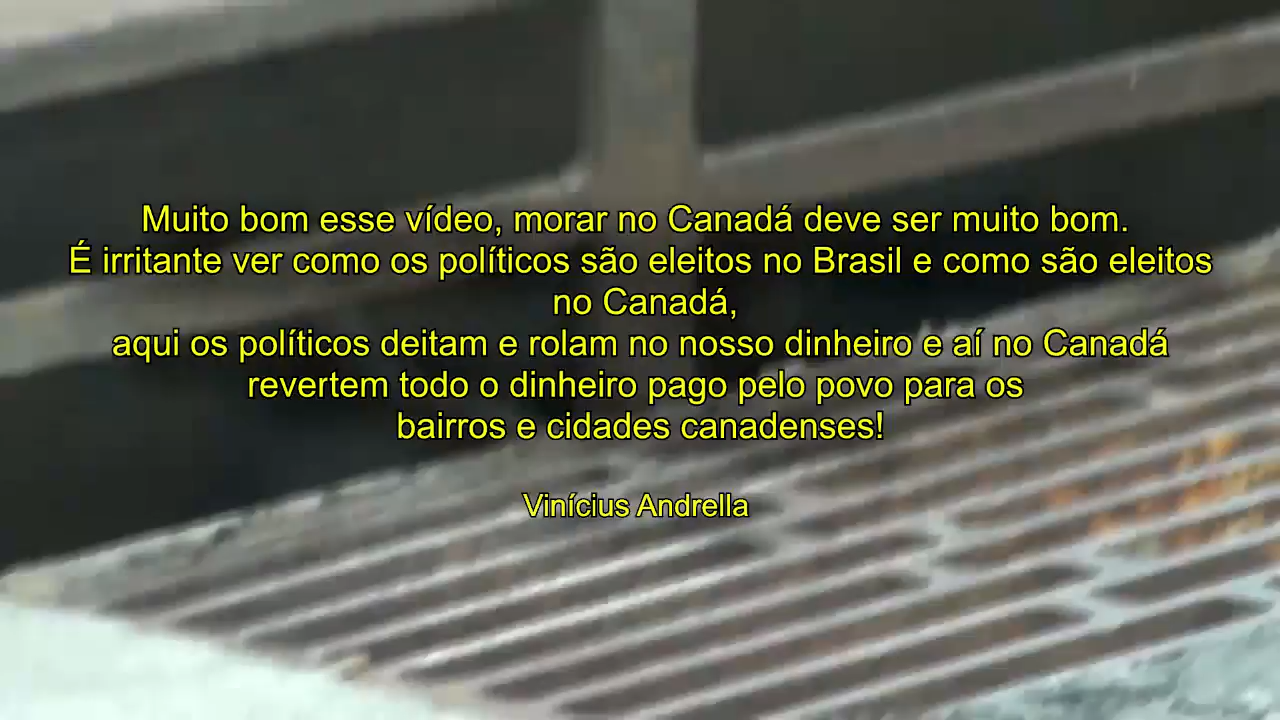 Muito bom esse vídeo, morar no Canadá deve ser muito bom.
É irritante ver como os políticos são eleitos no Brasil e como são eleitos
no Canadá,
aqui os políticos deitam e rolam no nosso dinheiro e aí no Canadá
revertem todo o dinheiro pago pelo povo para os
bairros e cidades canadenses!
Vinícius Andrella